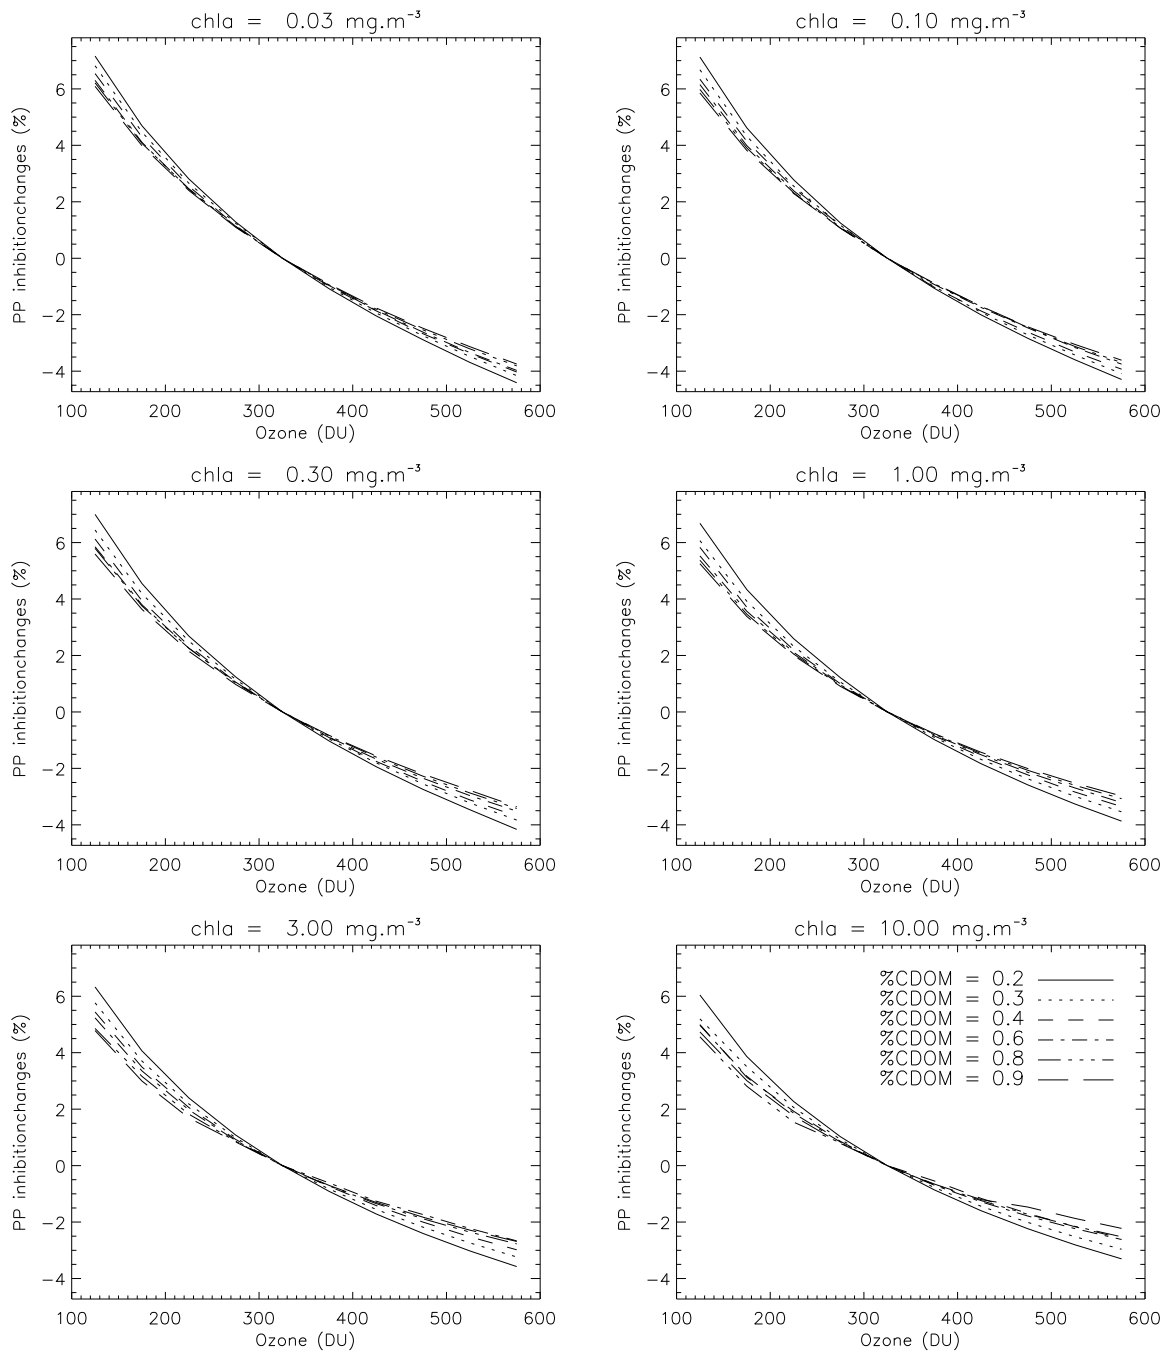 chla = 0.03 mg.m⁻³
PP inhibitionchanges (%)
6
4
2
0
−2
−4
100 200 300 400 500 600
Ozone (DU)
chla = 0.10 mg.m⁻³
PP inhibitionchanges (%)
6
4
2
0
−2
−4
100 200 300 400 500 600
Ozone (DU)
chla = 0.30 mg.m⁻³
PP inhibitionchanges (%)
6
4
2
0
−2
−4
100 200 300 400 500 600
Ozone (DU)
chla = 1.00 mg.m⁻³
PP inhibitionchanges (%)
6
4
2
0
−2
−4
100 200 300 400 500 600
Ozone (DU)
chla = 3.00 mg.m⁻³
PP inhibitionchanges (%)
6
4
2
0
−2
−4
100 200 300 400 500 600
Ozone (DU)
chla = 10.00 mg.m⁻³
PP inhibitionchanges (%)
6
4
2
0
−2
−4
%CDOM = 0.2
%CDOM = 0.3
%CDOM = 0.4
%CDOM = 0.6
%CDOM = 0.8
%CDOM = 0.9
100 200 300 400 500 600
Ozone (DU)